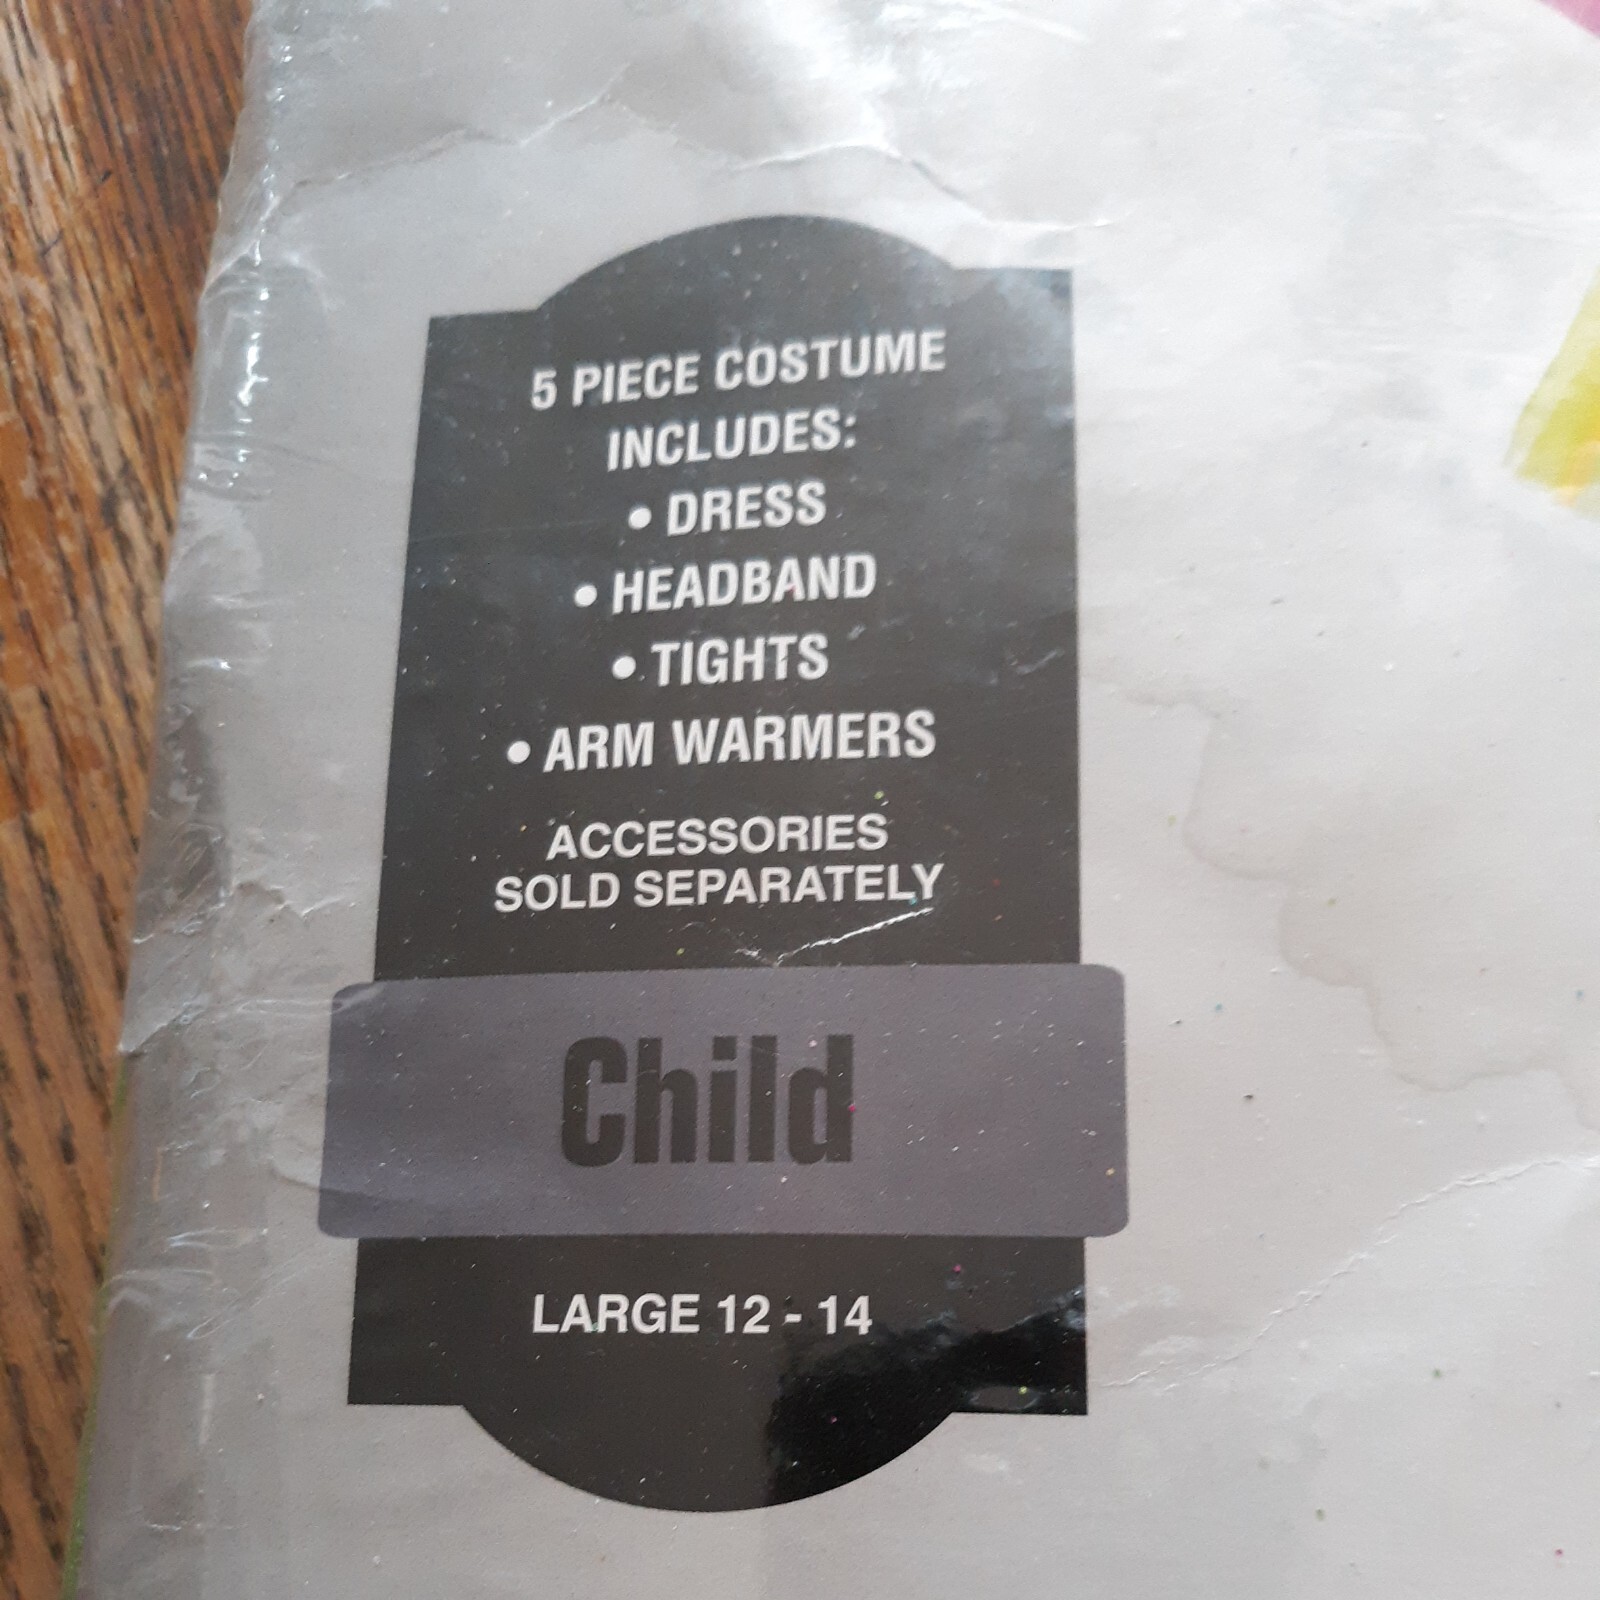 5 PIECE COSTUME
INCLUDES:
• DRESS
• HEADBAND
• TIGHTS
• ARM WARMERS
ACCESSORIES
SOLD SEPARATELY
Child
LARGE 12 - 14